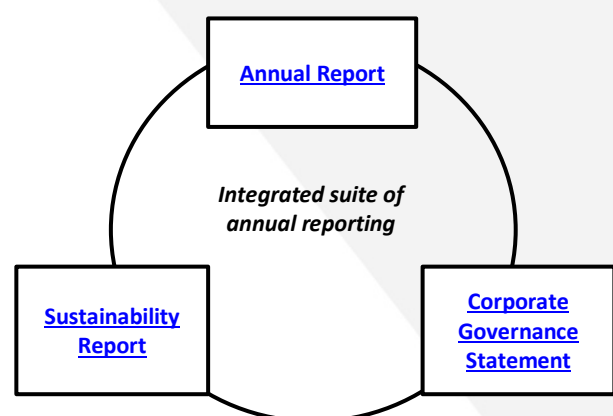 Annual Report
Integrated suite of
annual reporting
Sustainability
Report
Corporate
Governance
Statement